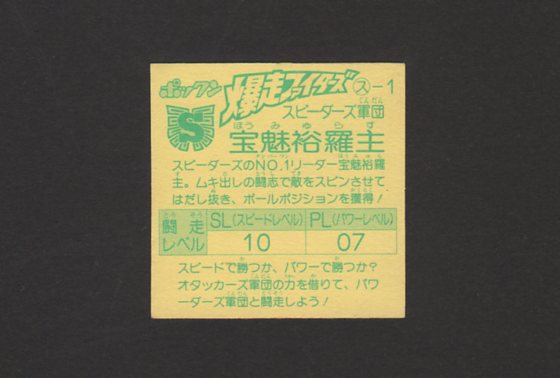 ポックン 爆走ファイターズ ス-1
スピーダーズ軍団
宝魅裕羅主
スピーダーズのNO.1リーダー宝魅裕羅
主。ムキ出しの闘志で敵をスピンさせて
はだし抜き、ポールポジションを獲得!
闘走レベル SL(スピードレベル) PL(パワーレベル)
10 07
スピードで勝つか、パワーで勝つか?
オタッカーズ軍団の力を借りて、パワ
ーダーズ軍団と闘走しよう!